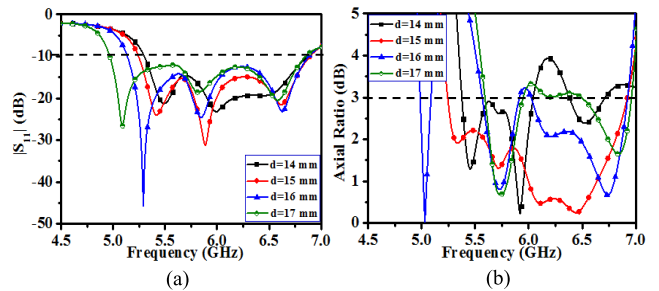 0
-10
-20
-30
-40
-50
|S₁₁| (dB)
d=14 mm
d=15 mm
d=16 mm
d=17 mm
4.5 5.0 5.5 6.0 6.5 7.0
Frequency (GHz)
(a)
5
4
3
2
1
0
Axial Ratio (dB)
d=14 mm
d=15 mm
d=16 mm
d=17 mm
4.5 5.0 5.5 6.0 6.5 7.0
Frequency (GHz)
(b)